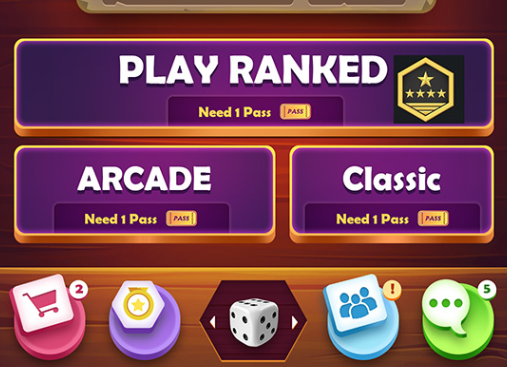 PLAY RANKED
Need 1 Pass PASS
ARCADE
Need 1 Pass PASS
Classic
Need 1 Pass PASS
2
!
5